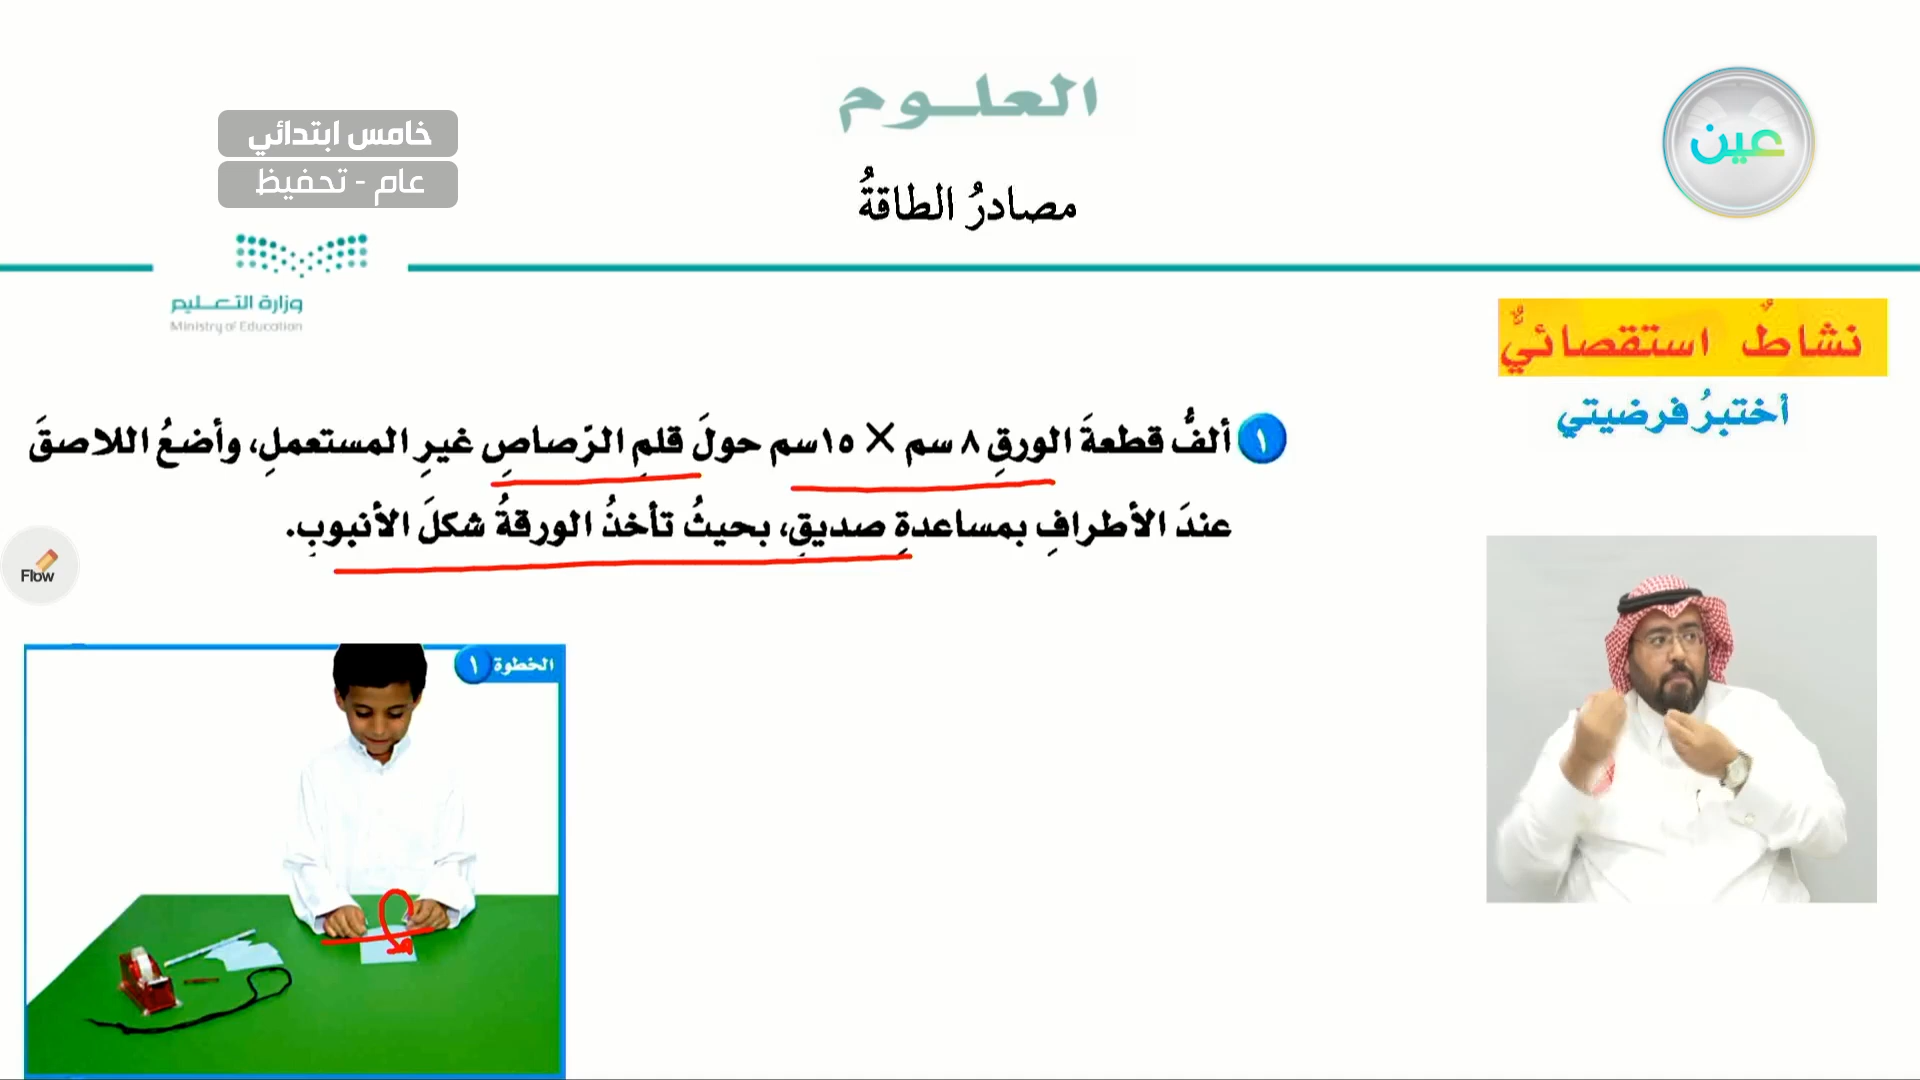 العلـــوم
مصادرُ الطاقةُ
خامس ابتدائي
عام - تحفيظ
عين
وزارة التعـــليم
Ministry of Education
نشاطٌ استقصائيٌّ
أختبرُ فرضيتي
١ ألفُّ قطعةَ الورقِ ٨ سم × ١٥سم حولَ قلمِ الرّصاصِ غيرِ المستعملِ، وأضعُ اللاصقَ
عندَ الأطرافِ بمساعدةِ صديقٍ، بحيثُ تأخذُ الورقةُ شكلَ الأنبوبِ.
Flow
الخطوة ١